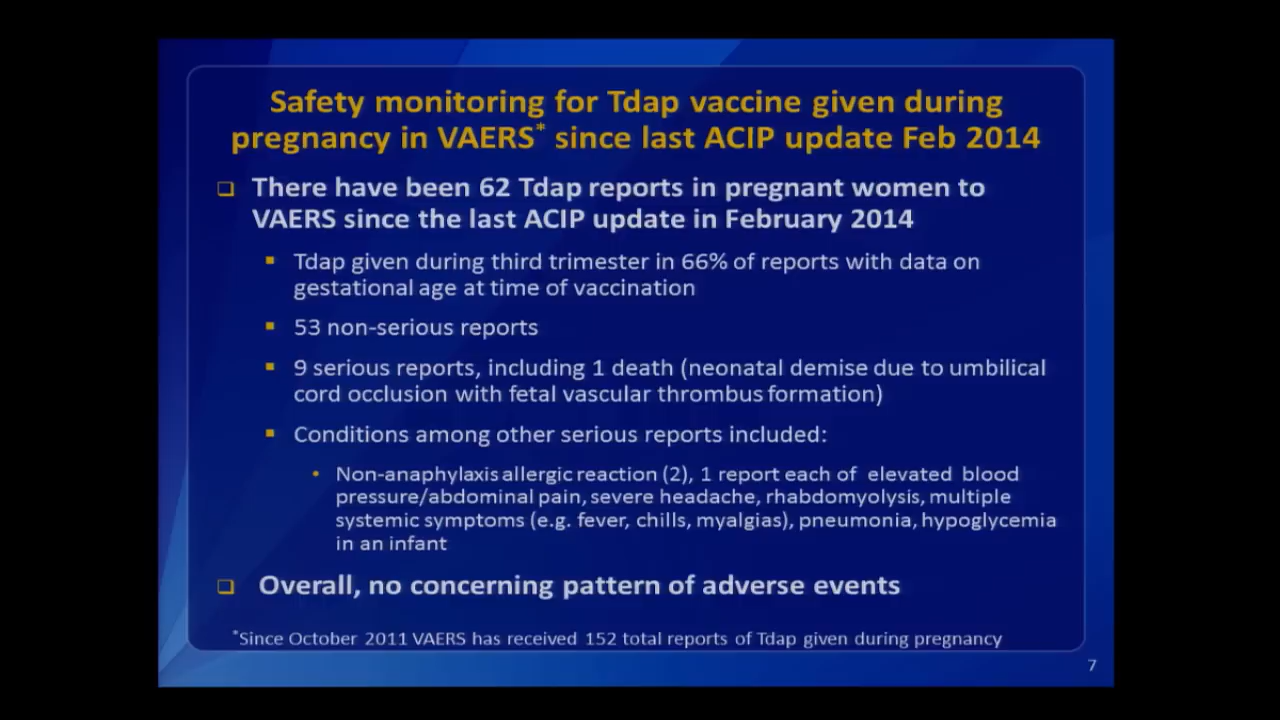 Safety monitoring for Tdap vaccine given during
pregnancy in VAERS* since last ACIP update Feb 2014
There have been 62 Tdap reports in pregnant women to
VAERS since the last ACIP update in February 2014
Tdap given during third trimester in 66% of reports with data on
gestational age at time of vaccination
53 non-serious reports
9 serious reports, including 1 death (neonatal demise due to umbilical
cord occlusion with fetal vascular thrombus formation)
Conditions among other serious reports included:
Non-anaphylaxis allergic reaction (2), 1 report each of elevated blood
pressure/abdominal pain, severe headache, rhabdomyolysis, multiple
systemic symptoms (e.g. fever, chills, myalgias), pneumonia, hypoglycemia
in an infant
Overall, no concerning pattern of adverse events
*Since October 2011 VAERS has received 152 total reports of Tdap given during pregnancy
7